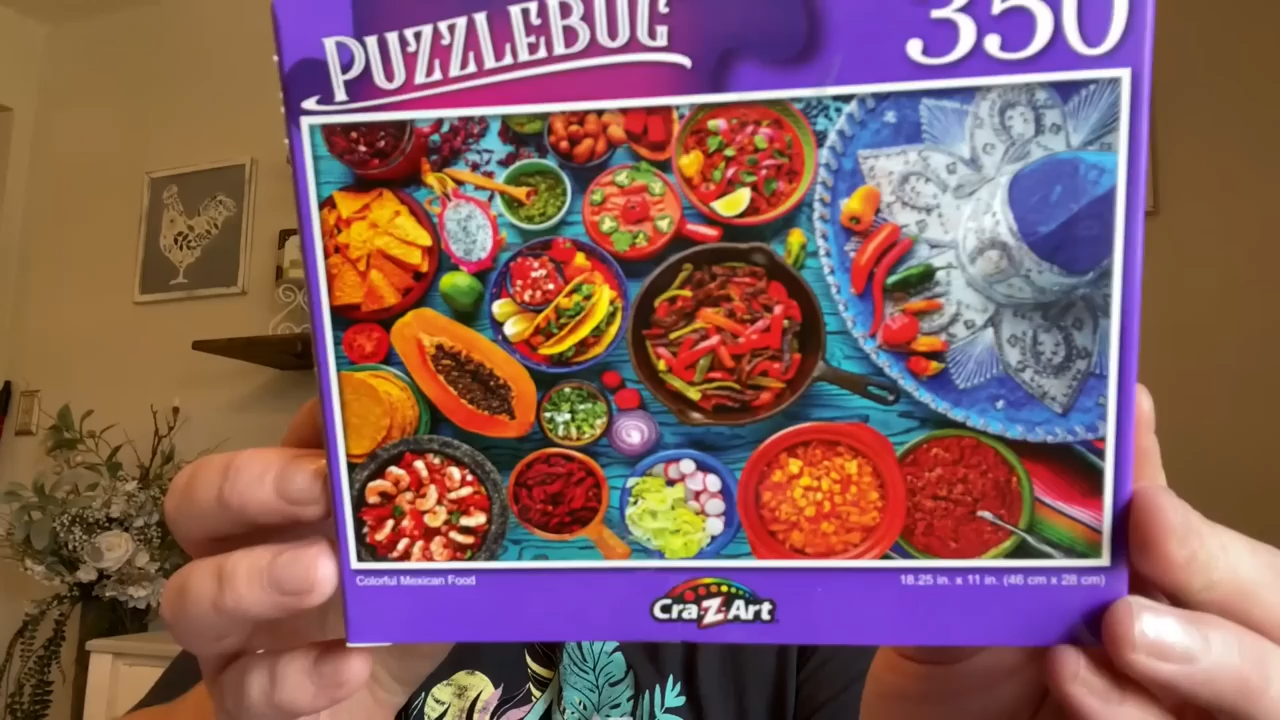 PUZZLEBUG
350
Colorful Mexican Food
18.25 in. x 11 in. (46 cm x 28 cm)
Cra-Z-Art